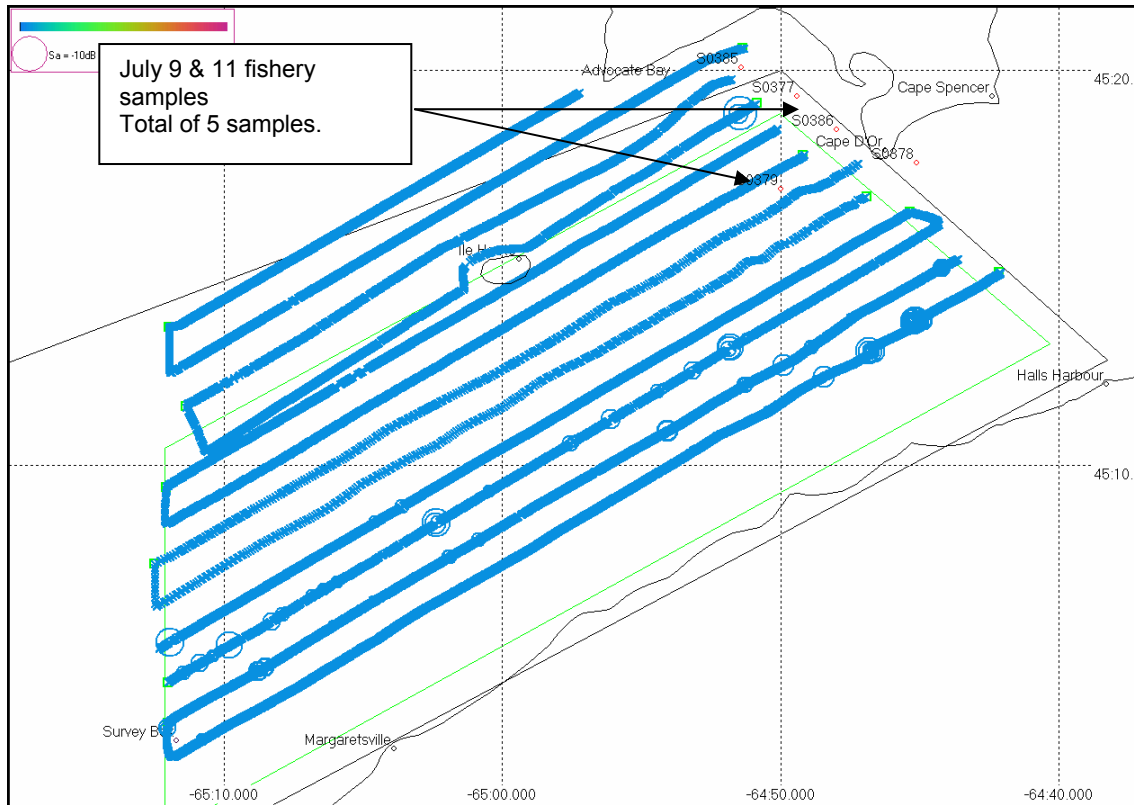 Sa = -10dB
July 9 & 11 fishery
samples
Total of 5 samples.
S0385
Advocate Bay
45:20.
S0377
Cape Spencer
S0386
Cape D'Or
S0378
Ile
45:10.
Halls Harbour
Survey
Margaretsville
-65:10.000
-65:00.000
-64:50.000
-64:40.000